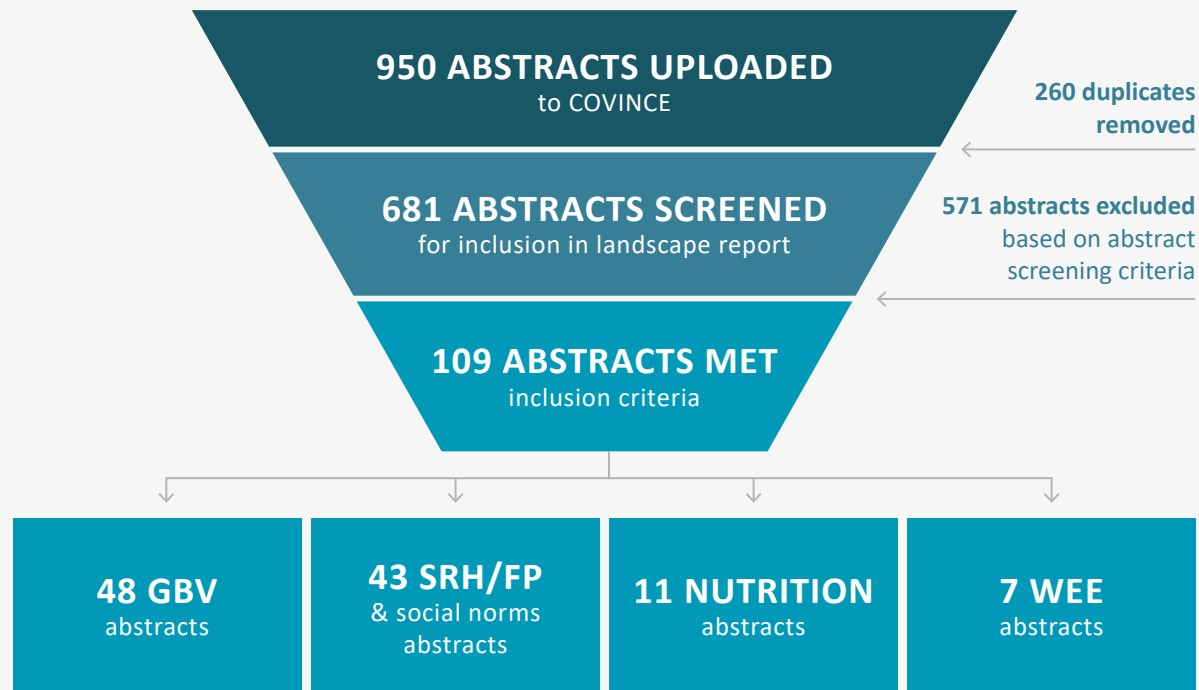 950 ABSTRACTS UPLOADED
to COVINCE
260 duplicates
removed
681 ABSTRACTS SCREENED
for inclusion in landscape report
571 abstracts excluded
based on abstract
screening criteria
109 ABSTRACTS MET
inclusion criteria
48 GBV
abstracts
43 SRH/FP
& social norms
abstracts
11 NUTRITION
abstracts
7 WEE
abstracts